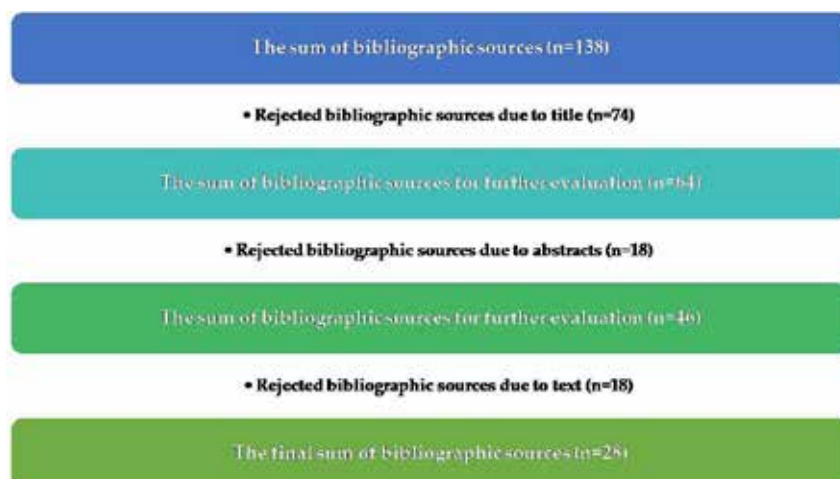 The sum of bibliographic sources (n=138)
• Rejected bibliographic sources due to title (n=74)
The sum of bibliographic sources for further evaluation (n=64)
• Rejected bibliographic sources due to abstracts (n=18)
The sum of bibliographic sources for further evaluation (n=46)
• Rejected bibliographic sources due to text (n=18)
The final sum of bibliographic sources (n=28)